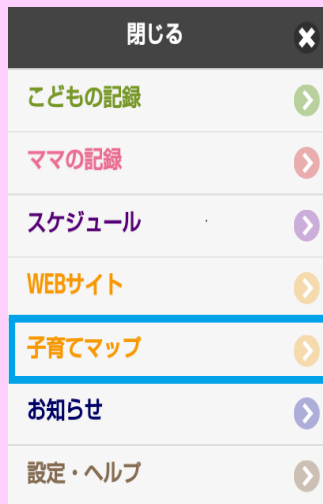 閉じる
こどもの記録
ママの記録
スケジュール
WEBサイト
子育てマップ
お知らせ
設定・ヘルプ